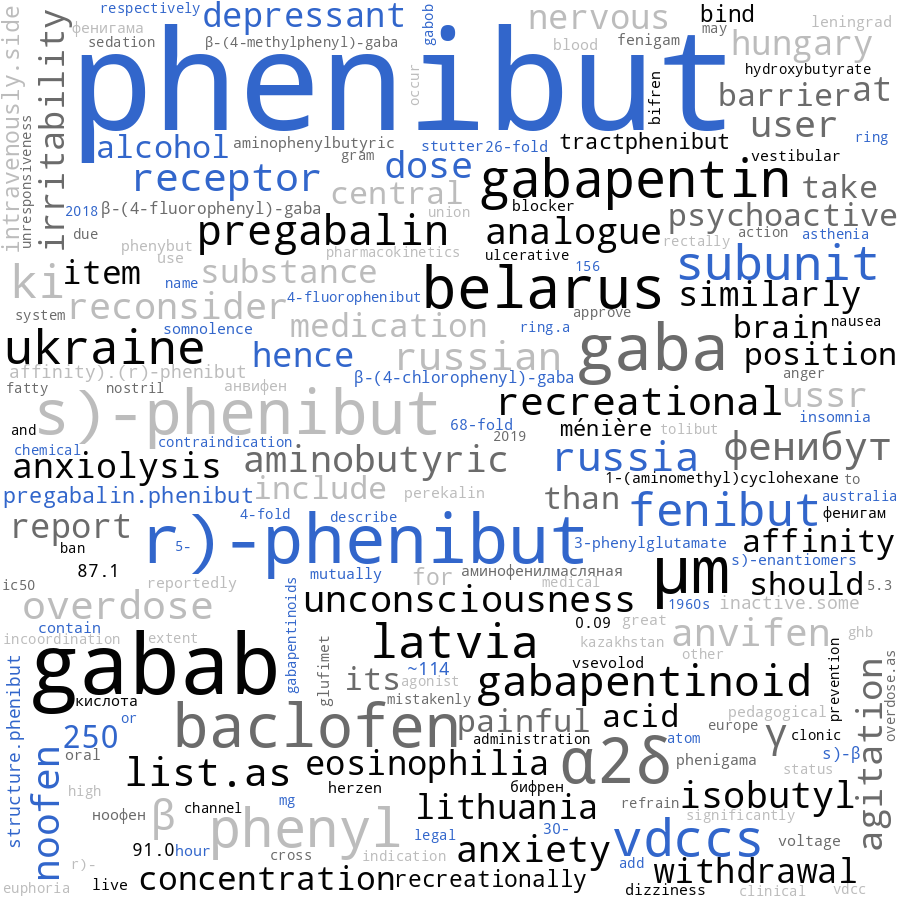 respectively
depressant
gabob
nervous
bind
may
leningrad
фенигама
sedation
β-(4-methylphenyl)-gaba
blood
fenigam
hungary
intravenously.side
irritability
phenibut
occur
bifren
hydroxybutyrate
barrier
at
unresponsiveness
user
ring
alcohol
aminophenylbutyric
stutter
26-fold
tractphenibut
gram
vestibular
receptor
dose
gabapentin
take
central
blocker
2018
β-(4-fluorophenyl)-gaba
union
psychoactive
due
pregabalin
analogue
action
asthenia
phenybut
rectally
use
pharmacokinetics
ulcerative
ki
item
substance
156
belarus
subunit
name
4-fluorophenibut
similarly
reconsider
system
somnolence
medication
ring.a
approve
brain
nausea
ukraine
hence
russian
gaba
position
affinity).(r)-phenibut
anger
fatty
nostril
анвифен
β-(4-chlorophenyl)-gaba
s)-phenibut
recreational
ussr
insomnia
68-fold
and
2019
ménière
tolibut
chemical
contraindication
фенибут
anxiolysis
aminobutyric
russia
1-(aminomethyl)cyclohexane
to
pregabalin.phenibut
include
perekalin
than
fenibut
australia
4-fold
describe
фенигам
report
r)-phenibut
5-
3-phenylglutamate
affinity
ban
87.1
mutually
for
аминофенилмасляная
s)-enantiomers
ic50
reportedly
medical
μm
should
5.3
overdose
gabapentinoids
unconsciousness
1960s
inactive.some
contain
0.09
great
anvifen
ghb
incoordination
extent
latvia
kazakhstan
gabab
glufimet
other
vsevolod
prevention
its
~114
agonist
gabapentinoid
agitation
overdose.as
structure.phenibut
кислота
mistakenly
or
baclofen
painful
acid
pedagogical
250
europe
γ
clonic
noofen
administration
atom
oral
eosinophilia
α2δ
phenigama
s)-β
list.as
status
high
herzen
бифрен
isobutyl
ноофен
β
channel
mg
lithuania
refrain
significantly
phenyl
legal
30-
vdccs
voltage
91.0
hour
cross
indication
anxiety
add
r)-
withdrawal
euphoria
live
concentration
recreationally
dizziness
clinical
vdcc